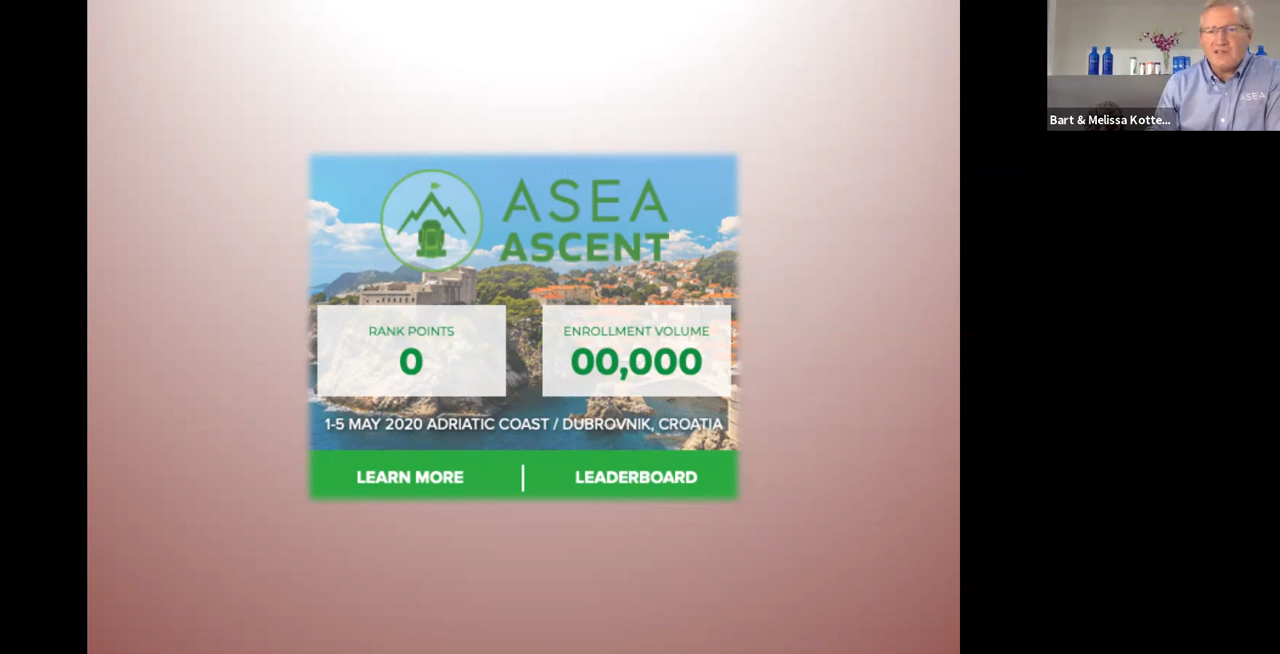 ASEA
ASCENT
RANK POINTS
0
ENROLLMENT VOLUME
00,000
1-5 MAY 2020 ADRIATIC COAST / DUBROVNIK, CROATIA
LEARN MORE | LEADERBOARD
ASEA
Bart & Melissa Kotte...